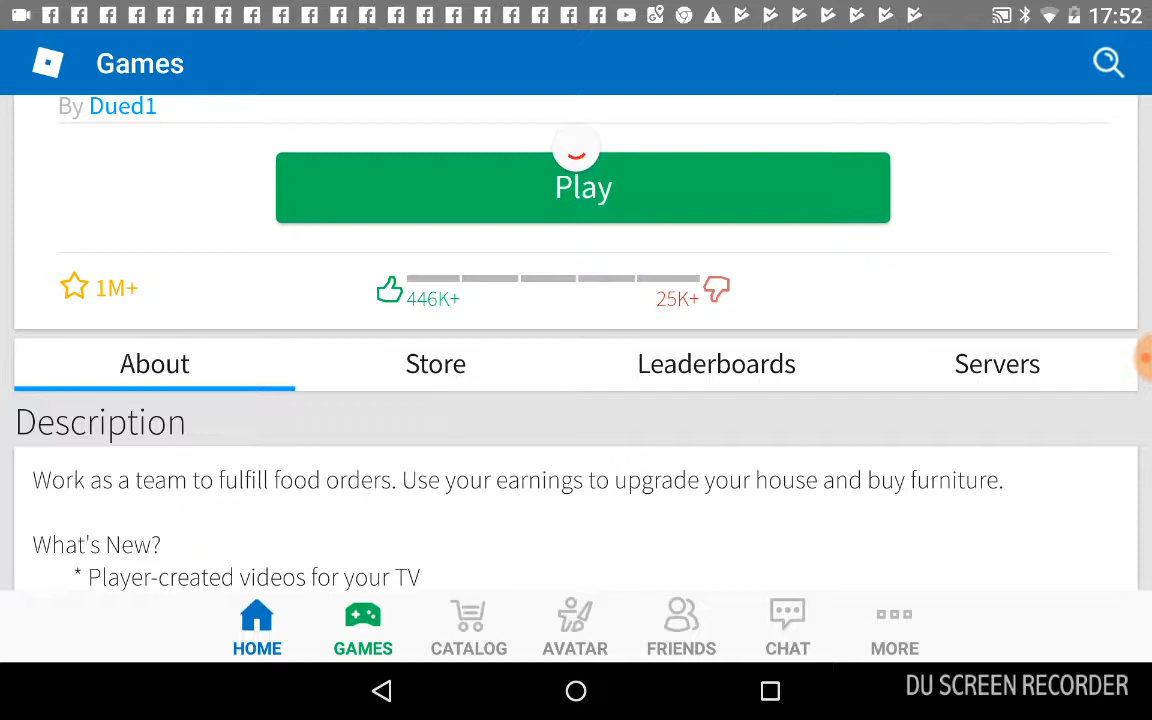 17:52
Games
By Dued1
Play
1M+
446K+
25K+
About
Store
Leaderboards
Servers
Description
Work as a team to fulfill food orders. Use your earnings to upgrade your house and buy furniture.
What's New?
* Player-created videos for your TV
HOME
GAMES
CATALOG
AVATAR
FRIENDS
CHAT
MORE
DU SCREEN RECORDER